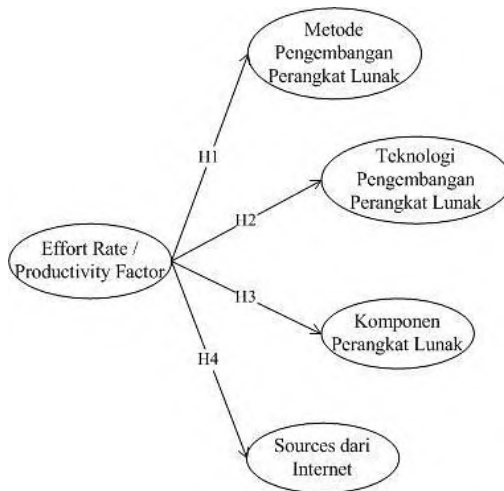 Metode
Pengembangan
Perangkat Lunak
H1
Teknologi
Pengembangan
Perangkat Lunak
H2
Effort Rate /
Productivity Factor
H3
Komponen
Perangkat Lunak
H4
Sources dari
Internet